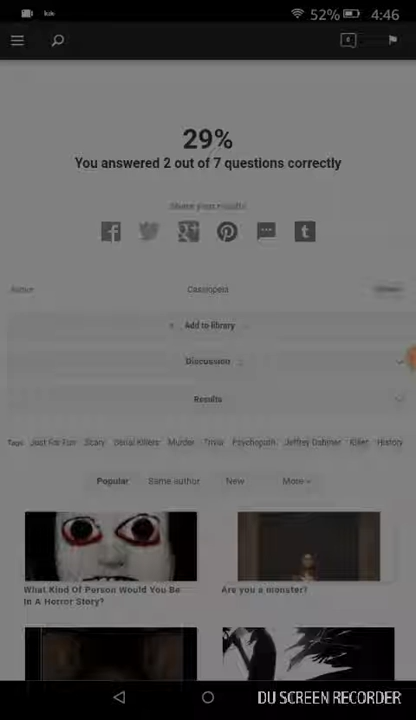 52% 4:46
29%
You answered 2 out of 7 questions correctly
Share your results!
Author Cassiopeia
Add to library
Discussion
Results
Tags Just For Fun Scary Serial Killers Murder Trivia Psychopath Jeffrey Dahmer Killer History
Popular Same author New More
What Kind Of Person Would You Be In A Horror Story?
Are you a monster?
DU SCREEN RECORDER